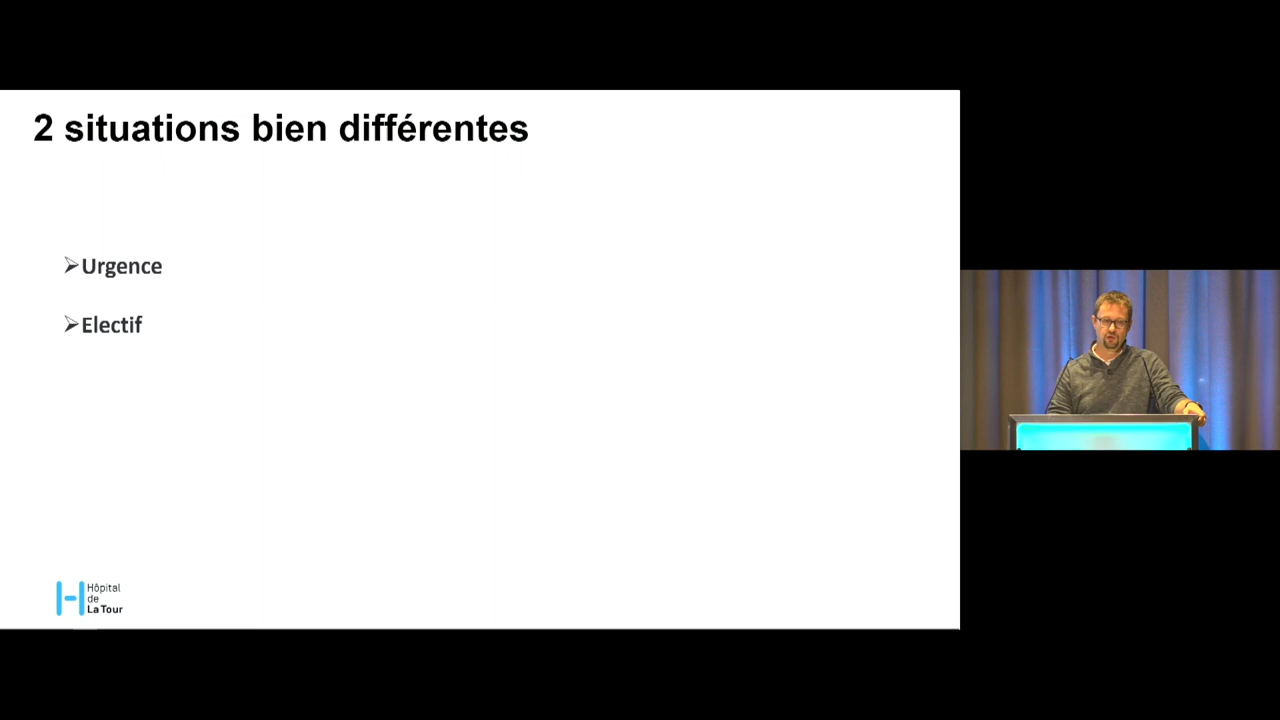 2 situations bien différentes
Urgence
Electif
Hôpital
de
La Tour